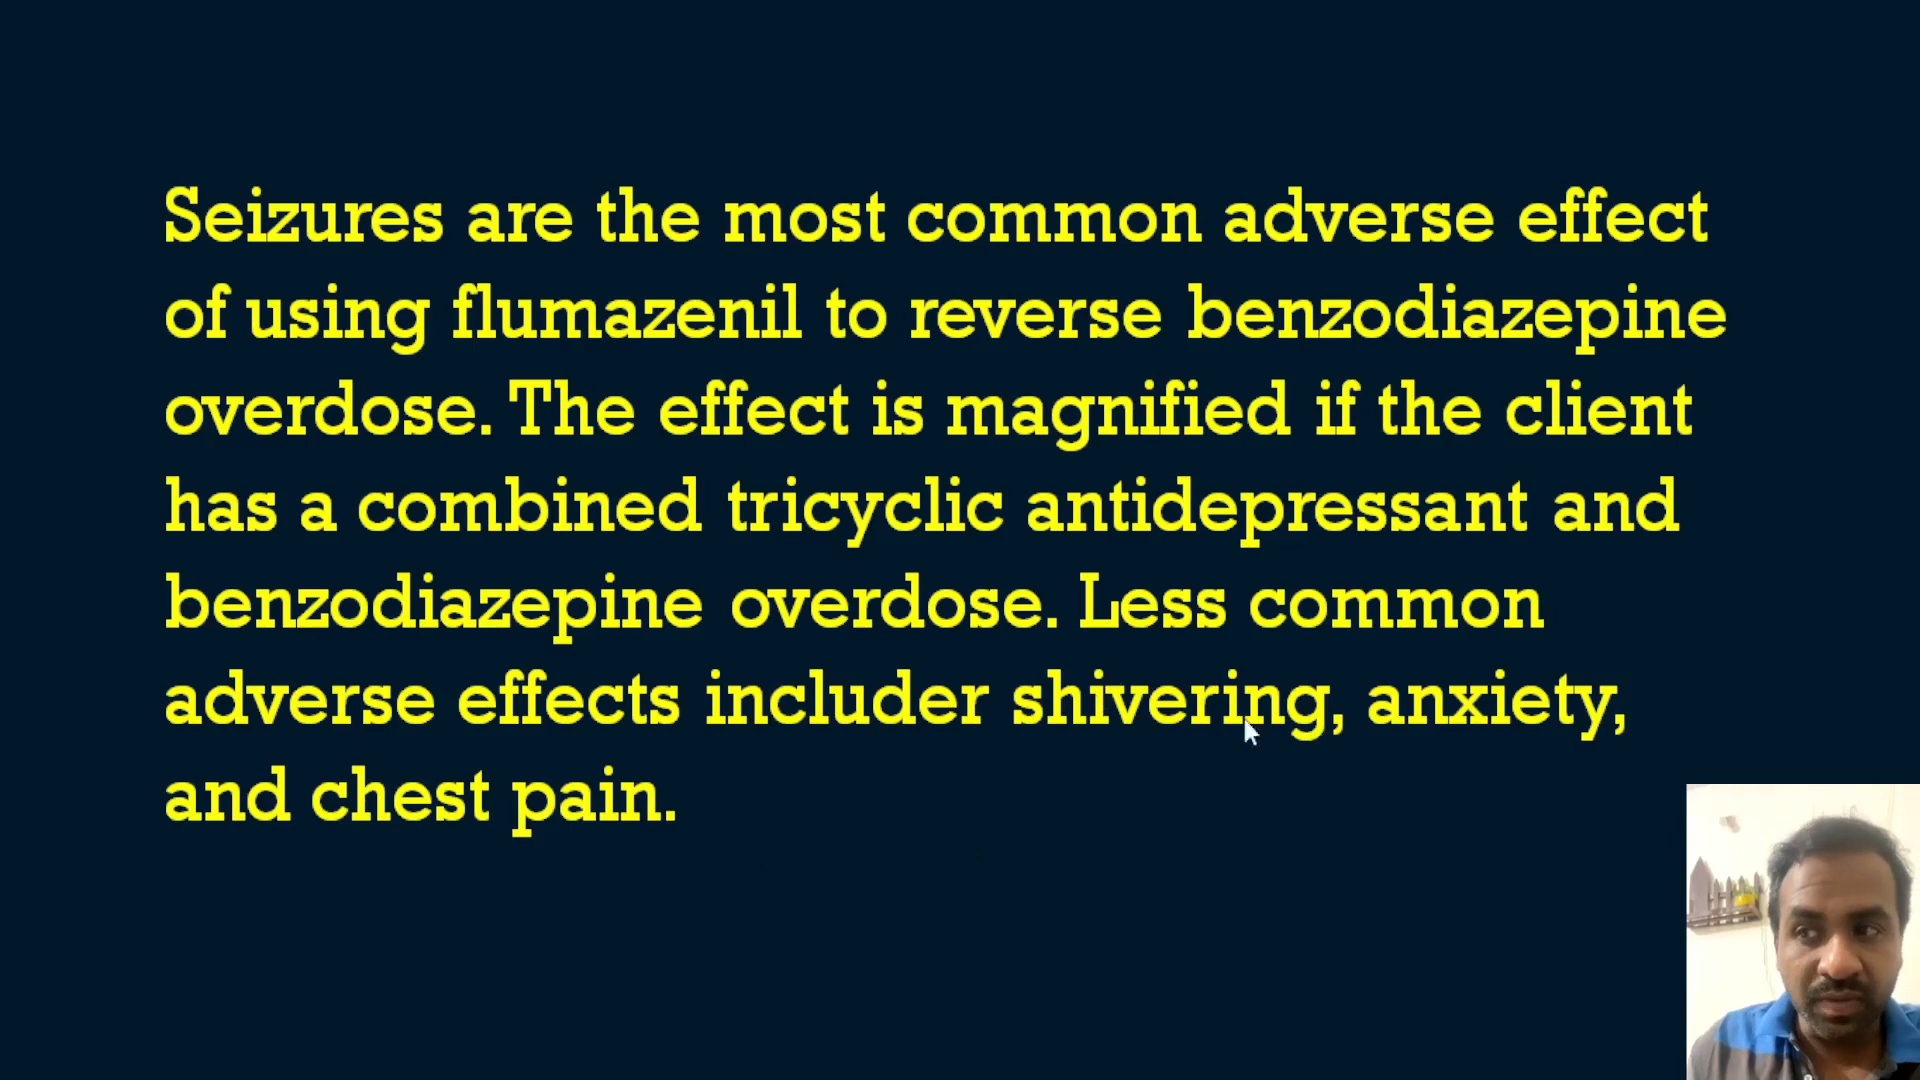 Seizures are the most common adverse effect
of using flumazenil to reverse benzodiazepine
overdose. The effect is magnified if the client
has a combined tricyclic antidepressant and
benzodiazepine overdose. Less common
adverse effects includer shivering, anxiety,
and chest pain.